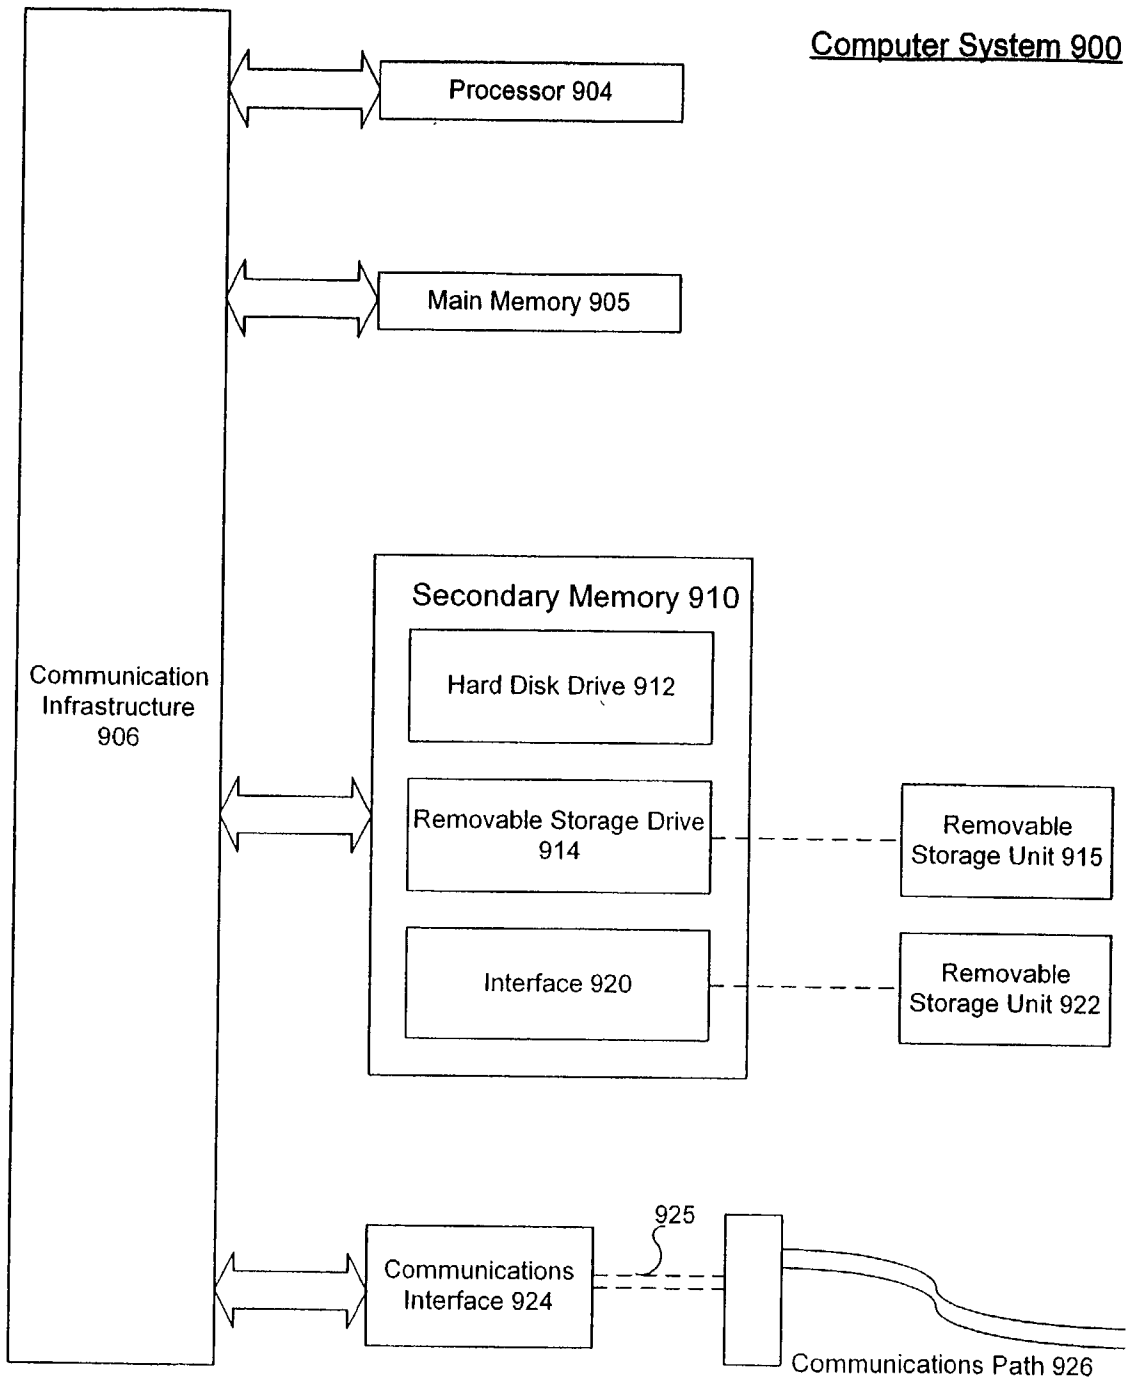 Computer System 900
Processor 904
Main Memory 905
Communication
Infrastructure
906
Secondary Memory 910
Hard Disk Drive 912
Removable Storage Drive
914
Removable
Storage Unit 915
Interface 920
Removable
Storage Unit 922
925
Communications
Interface 924
Communications Path 926